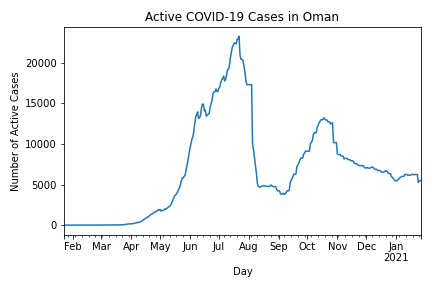 Active COVID-19 Cases in Oman
Number of Active Cases
20000
15000
10000
5000
0
Feb Mar Apr May Jun Jul Aug Sep Oct Nov Dec Jan
2021
Day